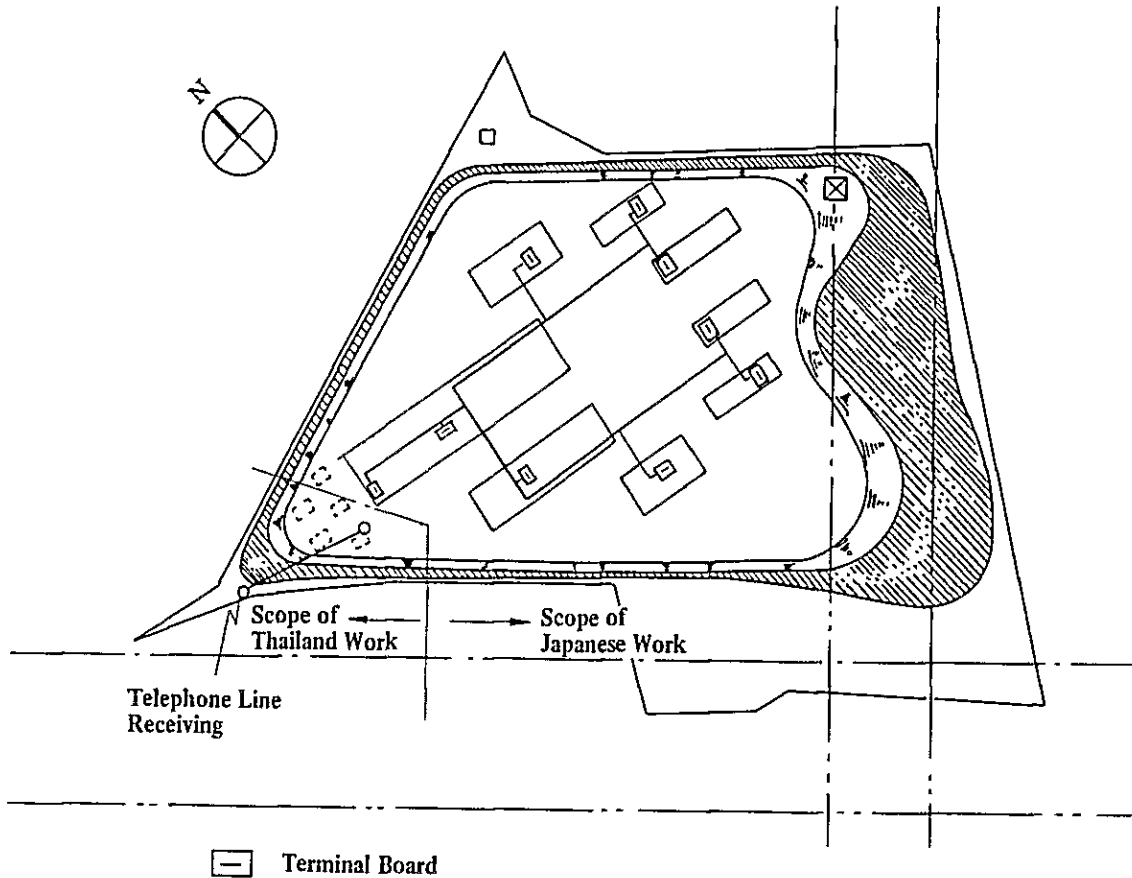 N
Scope of
Thailand Work
Scope of
Japanese Work
Telephone Line
Receiving
Terminal Board